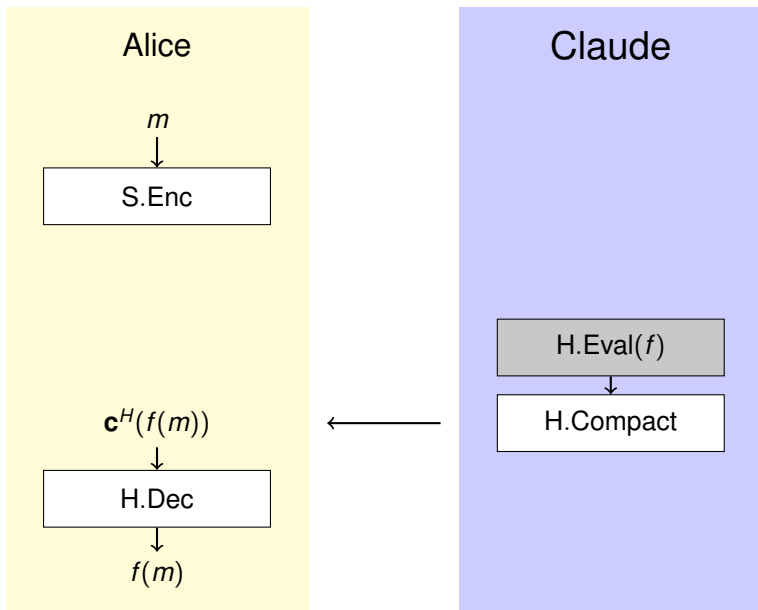 Alice
m
S.Enc
c^H(f(m))
H.Dec
f(m)
Claude
H.Eval(f)
H.Compact